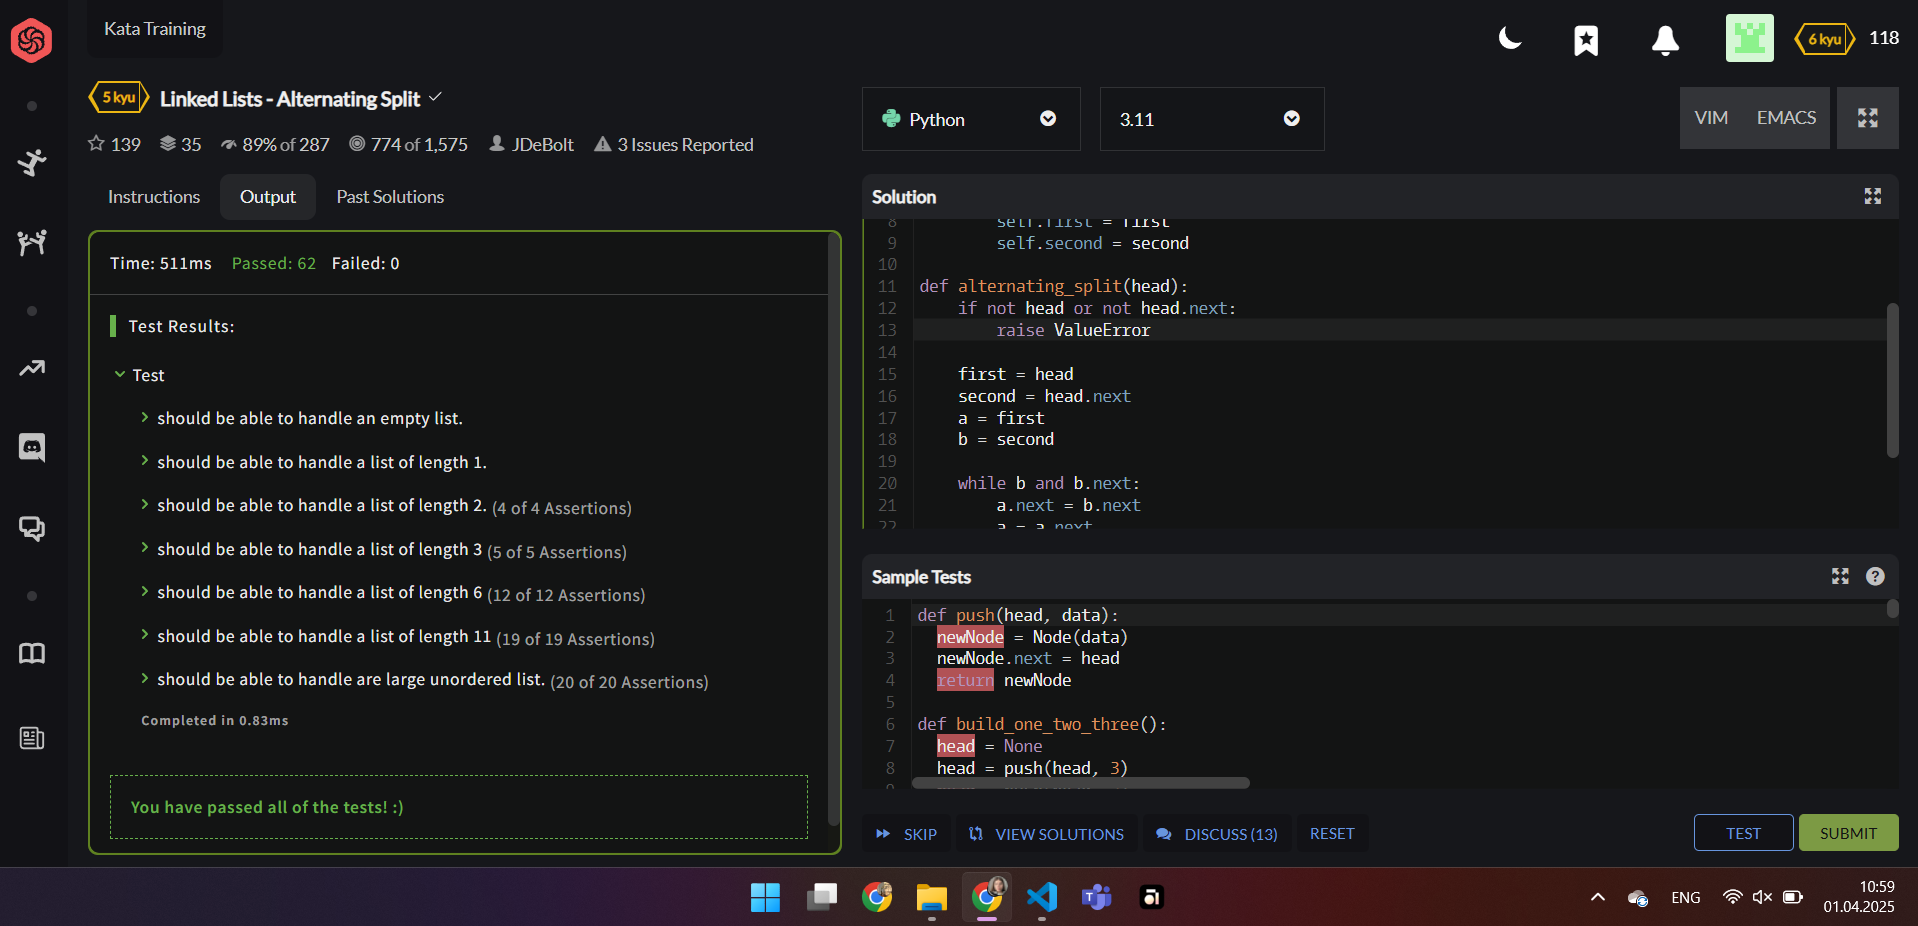 Kata Training
6 kyu 118
5 kyu Linked Lists - Alternating Split
139 35 89% of 287 774 of 1,575 JDeBolt 3 Issues Reported
Python
3.11
VIM EMACS
Instructions Output Past Solutions
Time: 511ms Passed: 62 Failed: 0
Test Results:
Test
should be able to handle an empty list.
should be able to handle a list of length 1.
should be able to handle a list of length 2. (4 of 4 Assertions)
should be able to handle a list of length 3 (5 of 5 Assertions)
should be able to handle a list of length 6 (12 of 12 Assertions)
should be able to handle a list of length 11 (19 of 19 Assertions)
should be able to handle are large unordered list. (20 of 20 Assertions)
Completed in 0.83ms
You have passed all of the tests! :)
Solution
8 self.first = first
9 self.second = second
10
11 def alternating_split(head):
12 if not head or not head.next:
13 raise ValueError
14
15 first = head
16 second = head.next
17 a = first
18 b = second
19
20 while b and b.next:
21 a.next = b.next
22 a = a.next
Sample Tests
1 def push(head, data):
2 newNode = Node(data)
3 newNode.next = head
4 return newNode
5
6 def build_one_two_three():
7 head = None
8 head = push(head, 3)
SKIP VIEW SOLUTIONS DISCUSS (13) RESET
TEST SUBMIT
ENG
10:59
01.04.2025